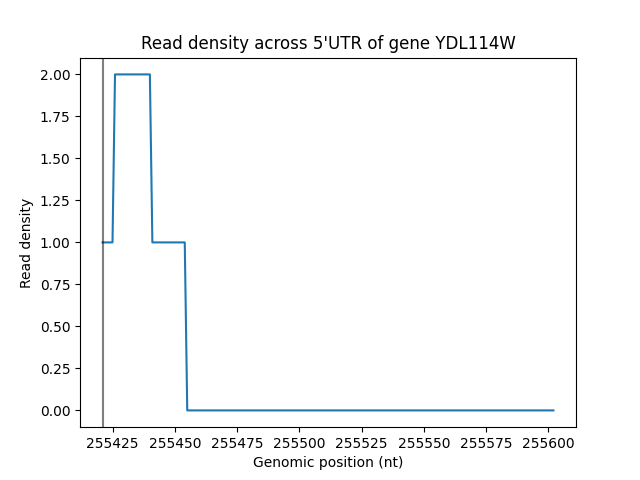 Read density across 5'UTR of gene YDL114W
Read density
2.00
1.75
1.50
1.25
1.00
0.75
0.50
0.25
0.00
255425 255450 255475 255500 255525 255550 255575 255600
Genomic position (nt)